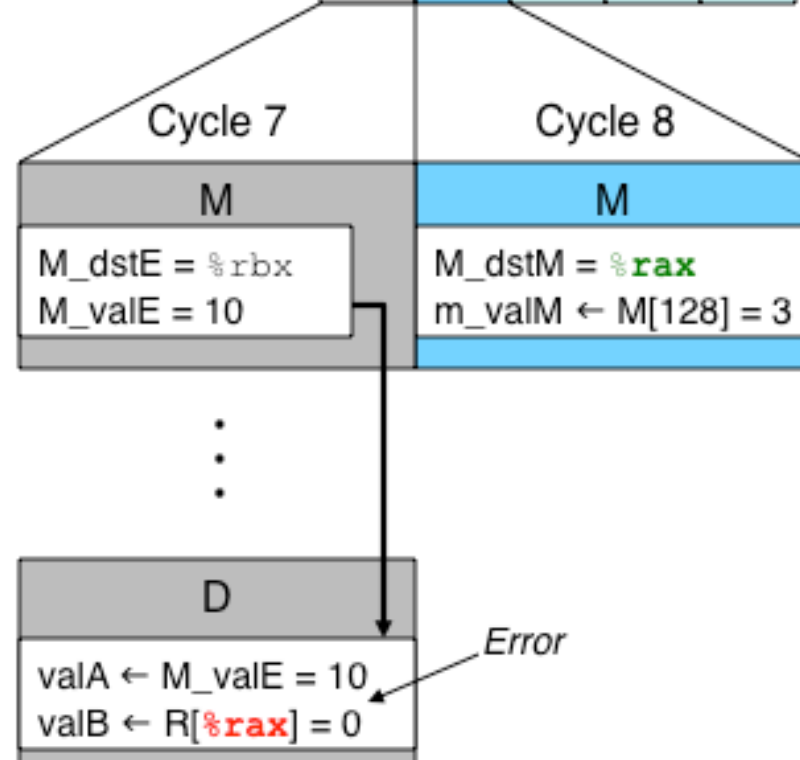 Cycle 7
Cycle 8
M
M
M_dstE = %rbx
M_valE = 10
M_dstM = %rax
m_valM ← M[128] = 3
D
Error
valA ← M_valE = 10
valB ← R[%rax] = 0